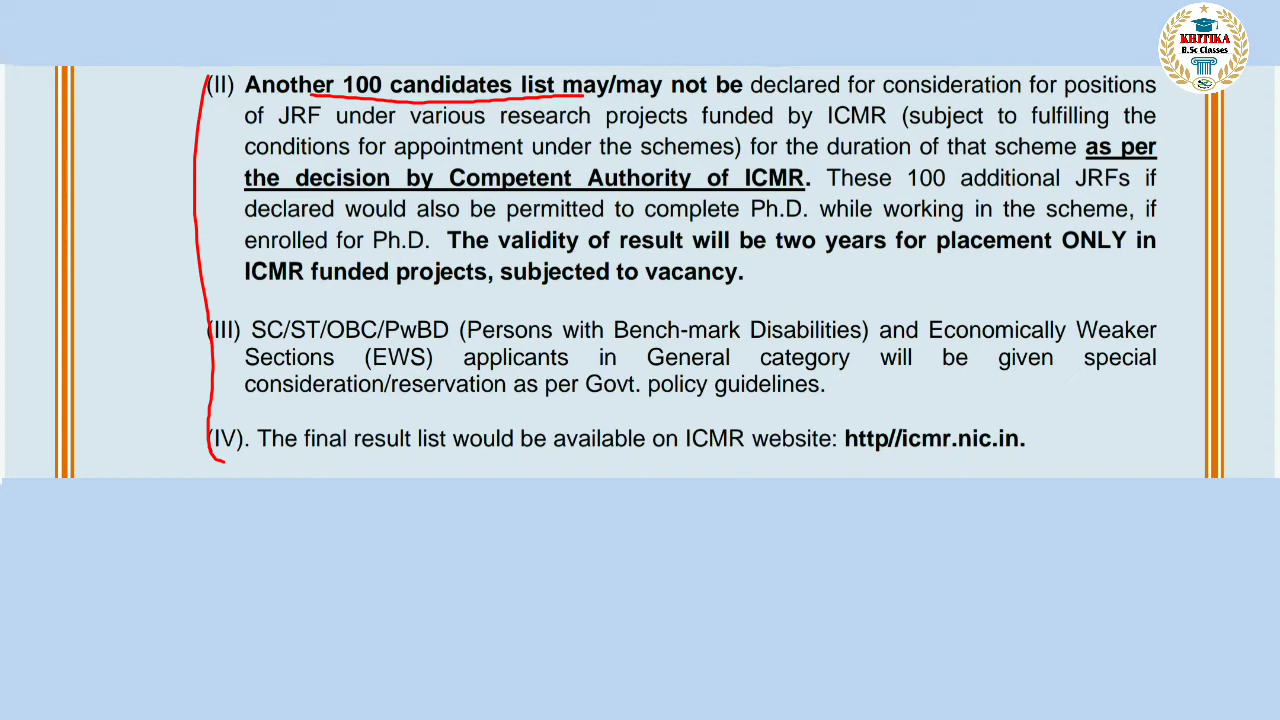 KRITIKA
B.Sc Classes
(II) Another 100 candidates list may/may not be declared for consideration for positions
of JRF under various research projects funded by ICMR (subject to fulfilling the
conditions for appointment under the schemes) for the duration of that scheme as per
the decision by Competent Authority of ICMR. These 100 additional JRFs if
declared would also be permitted to complete Ph.D. while working in the scheme, if
enrolled for Ph.D. The validity of result will be two years for placement ONLY in
ICMR funded projects, subjected to vacancy.
(III) SC/ST/OBC/PwBD (Persons with Bench-mark Disabilities) and Economically Weaker
Sections (EWS) applicants in General category will be given special
consideration/reservation as per Govt. policy guidelines.
(IV). The final result list would be available on ICMR website: http//icmr.nic.in.